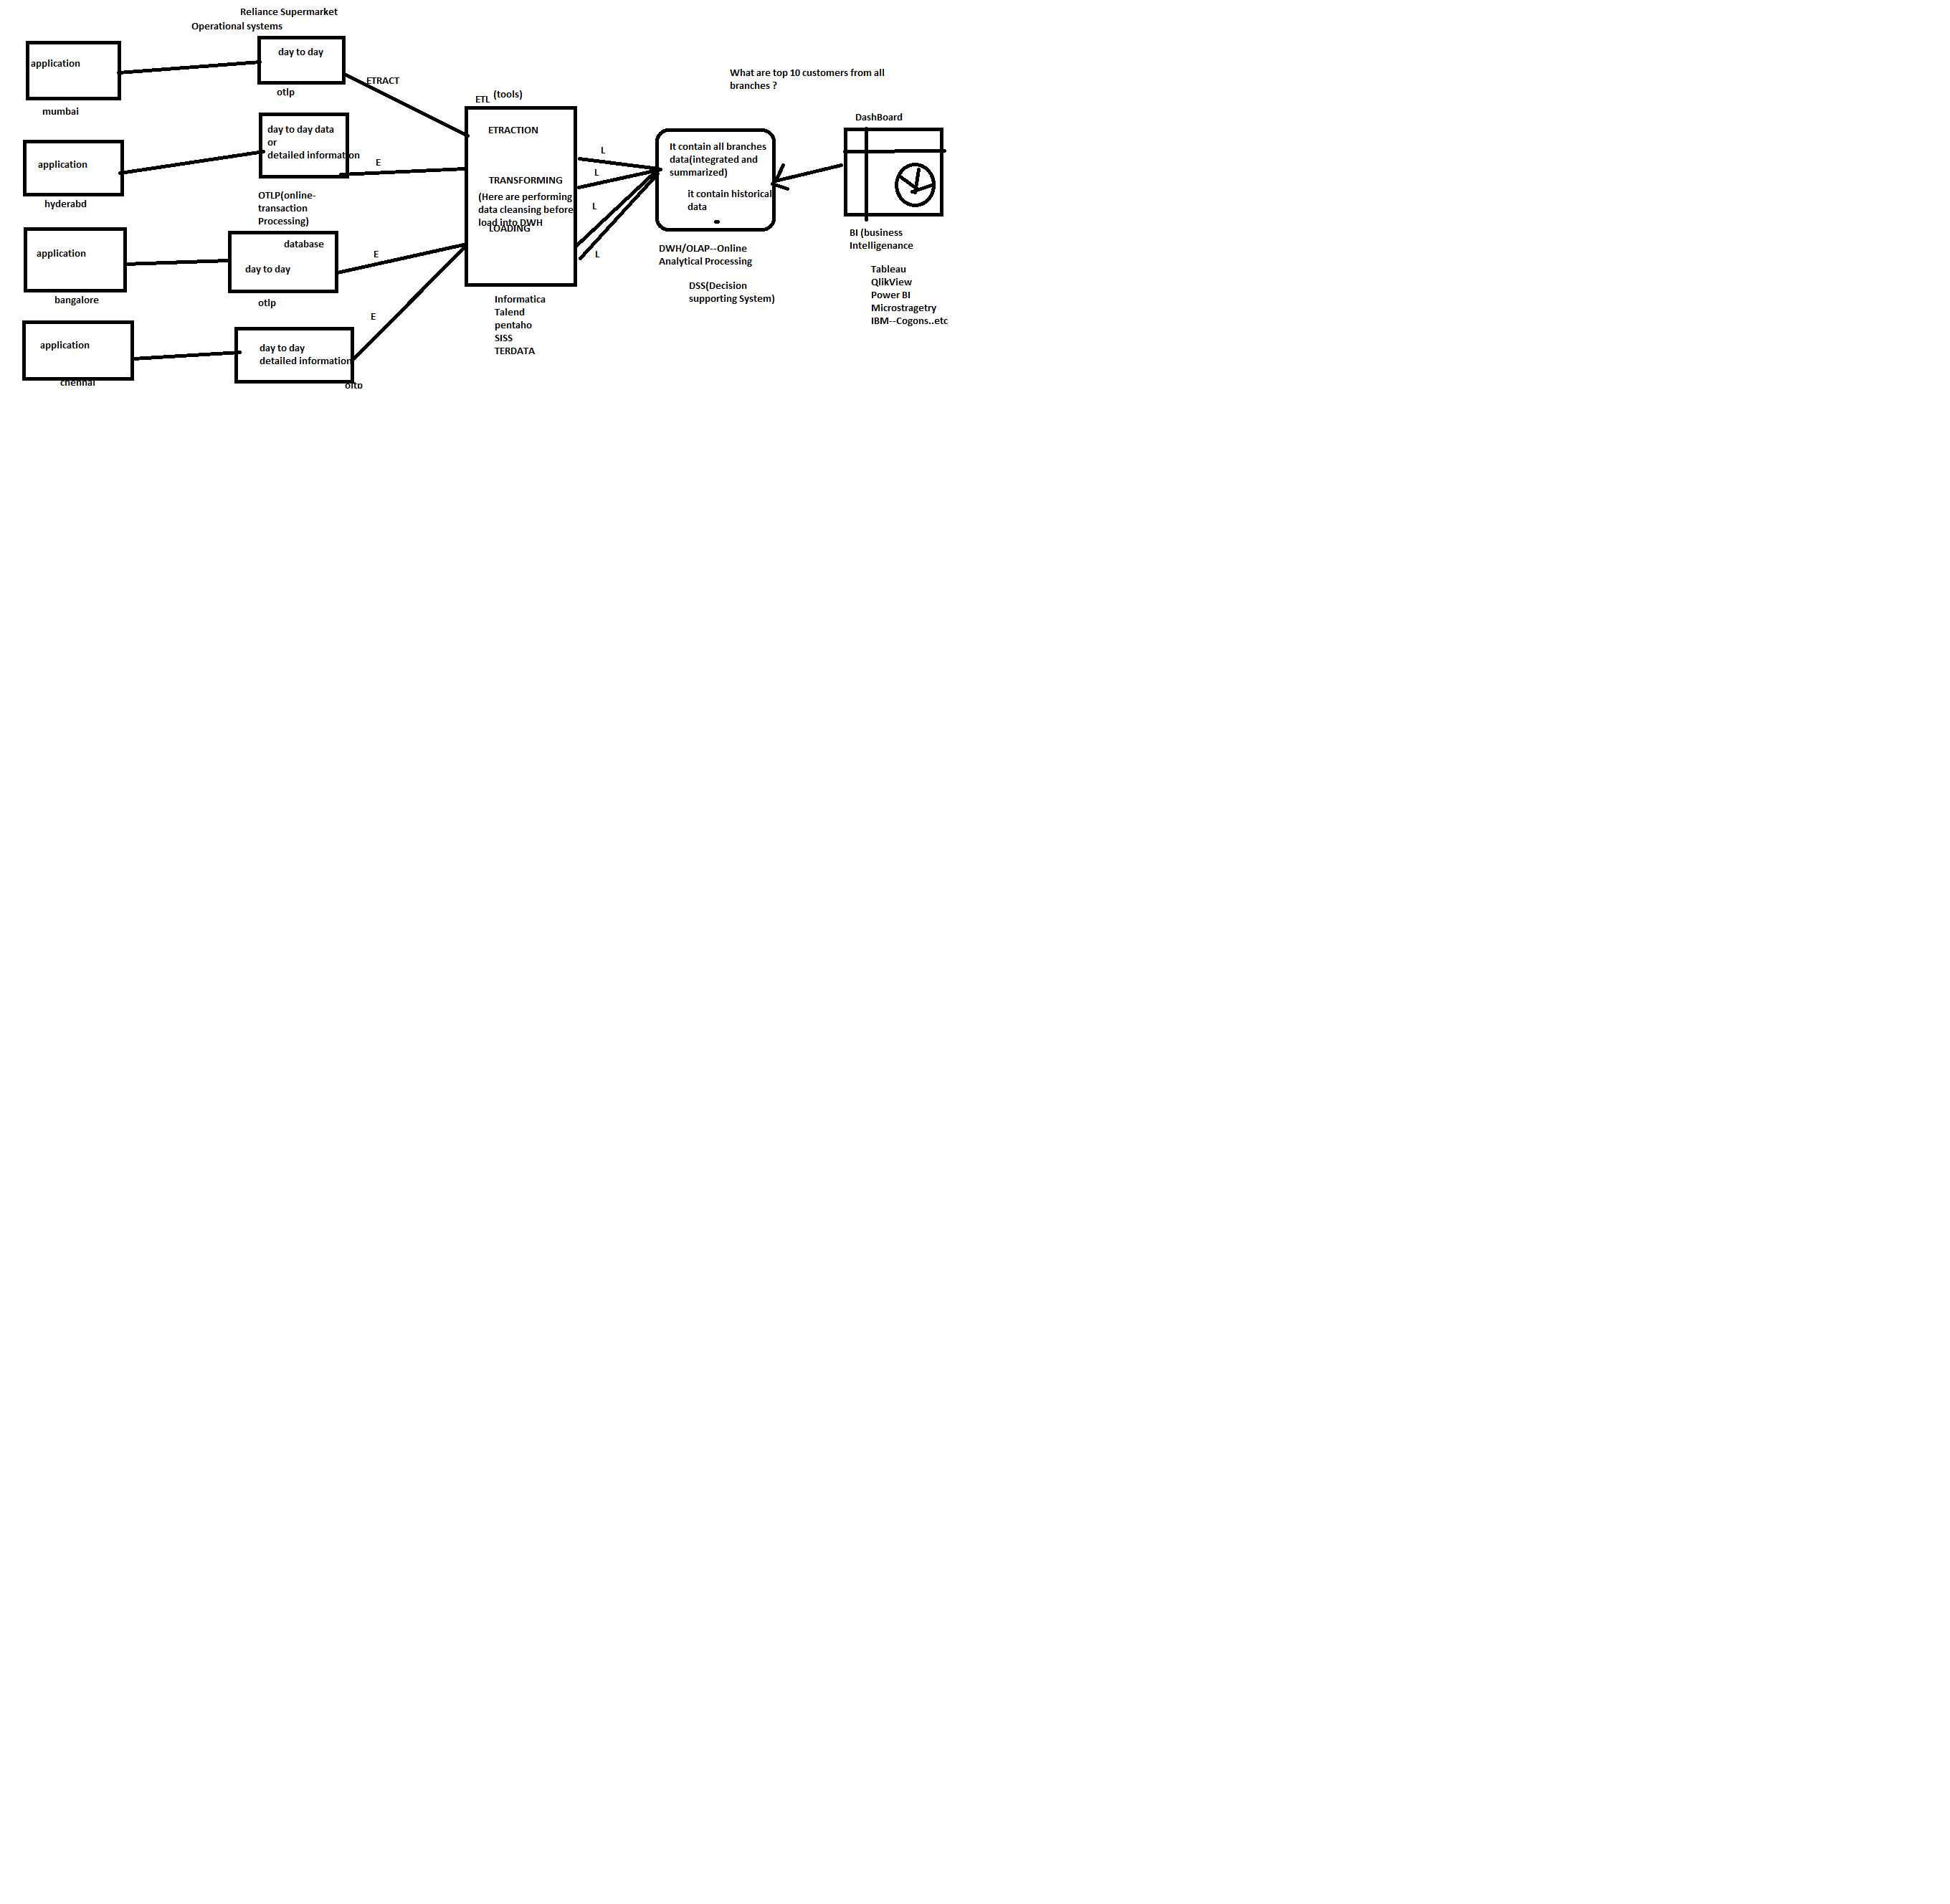 Reliance Supermarket
Operational systems
application
mumbai
day to day
otlp
ETRACT
application
hyderabd
day to day data
or
detailed information
E
OTLP(online-
transaction
Processing)
application
bangalore
database
day to day
otlp
E
application
chennai
day to day
detailed information
oltp
E
ETL
(tools)
ETRACTION
TRANSFORMING
(Here are performing
data cleansing before
load into DWH
LOADING
Informatica
Talend
pentaho
SISS
TERDATA
L
L
L
L
What are top 10 customers from all
branches ?
It contain all branches
data(integrated and
summarized)
it contain historical
data
DWH/OLAP--Online
Analytical Processing
DSS(Decision
supporting System)
DashBoard
BI (business
Intelligenance
Tableau
QlikView
Power BI
Microstragetry
IBM--Cogons..etc